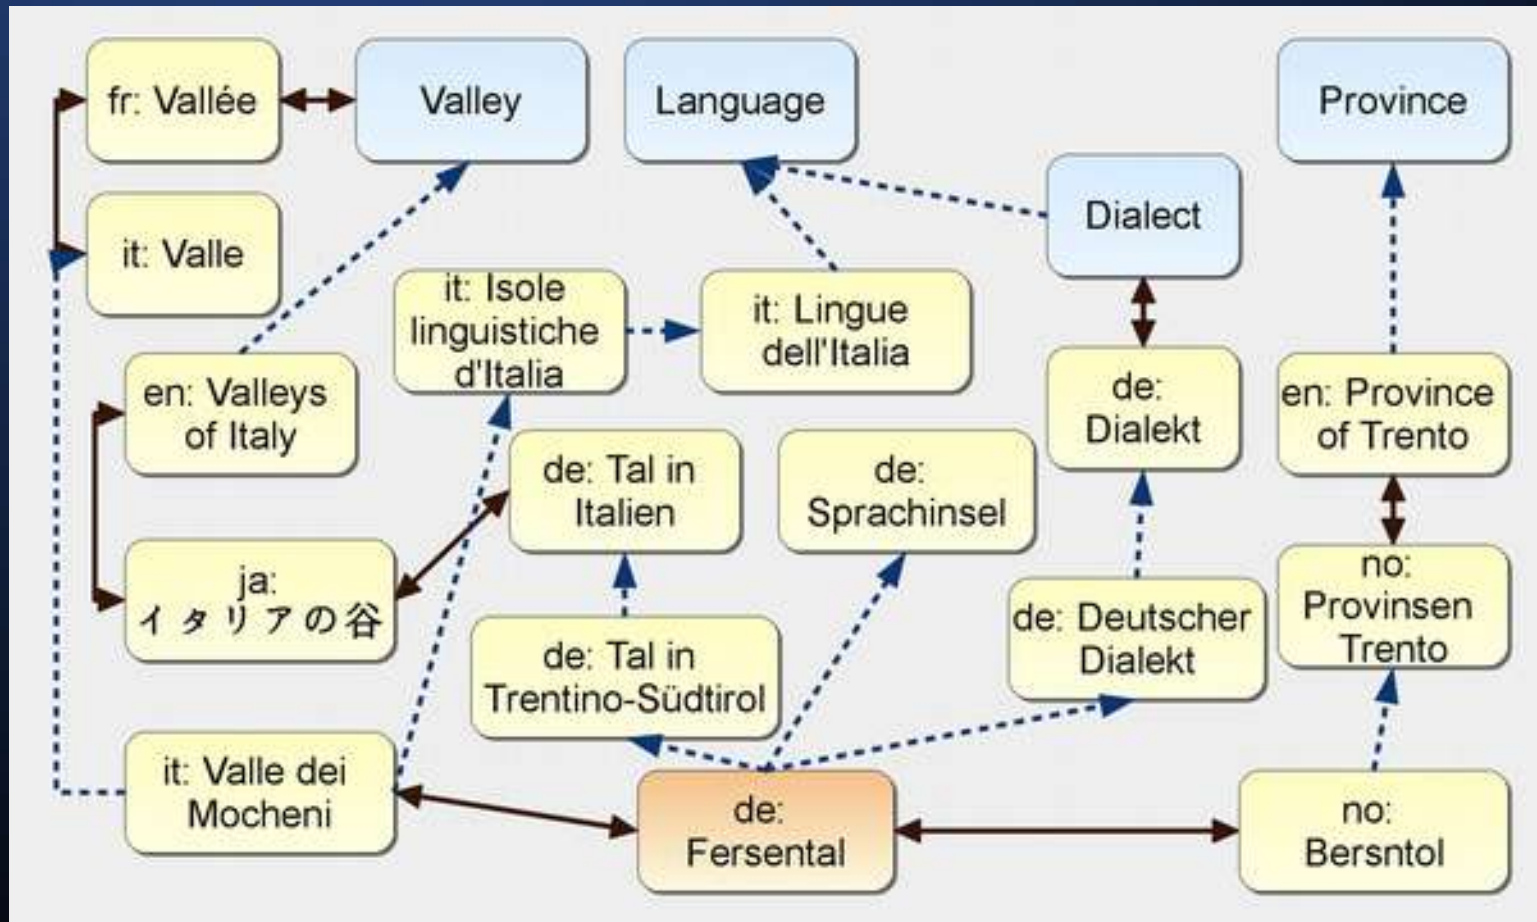 fr: Vallée
Valley
Language
Province
Dialect
it: Valle
it: Isole
linguistiche
d'Italia
it: Lingue
dell'Italia
en: Valleys
of Italy
de:
Dialekt
en: Province
of Trento
de: Tal in
Italien
de:
Sprachinsel
ja:
イタリアの谷
no:
Provinsen
Trento
de: Deutscher
Dialekt
de: Tal in
Trentino-Südtirol
it: Valle dei
Mocheni
de:
Fersental
no:
Bersntol